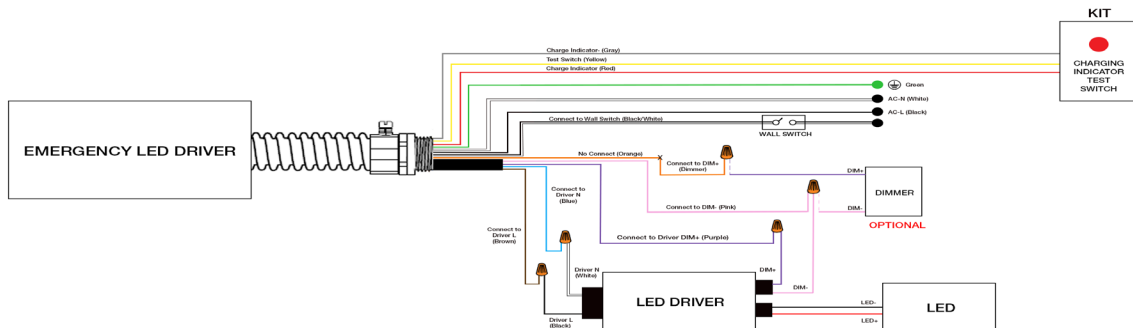 KIT
CHARGING
INDICATOR
TEST
SWITCH
Charge Indicator- (Gray)
Test Switch (Yellow)
Charge Indicator (Red)
Green
AC-N (White)
AC-L (Black)
Connect to Wall Switch (Black/White)
WALL SWITCH
EMERGENCY LED DRIVER
No Connect (Orange)
x
Connect to DIM+
(Dimmer)
DIM+
DIMMER
DIM-
OPTIONAL
Connect to
Driver N
(Blue)
Connect to DIM- (Pink)
Connect to
Driver L
(Brown)
Connect to Driver DIM+ (Purple)
Driver N
(White)
DIM+
DIM-
LED DRIVER
LED-
LED+
LED
Driver L
(Black)